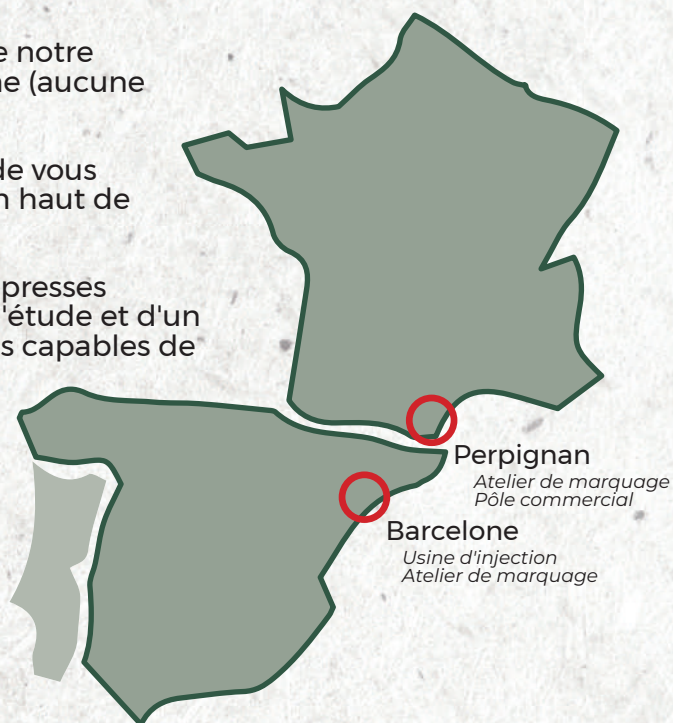 e notre
ne (aucune
de vous
n haut de
presses
'étude et d'un
s capables de
Perpignan
Atelier de marquage
Pôle commercial
Barcelone
Usine d'injection
Atelier de marquage